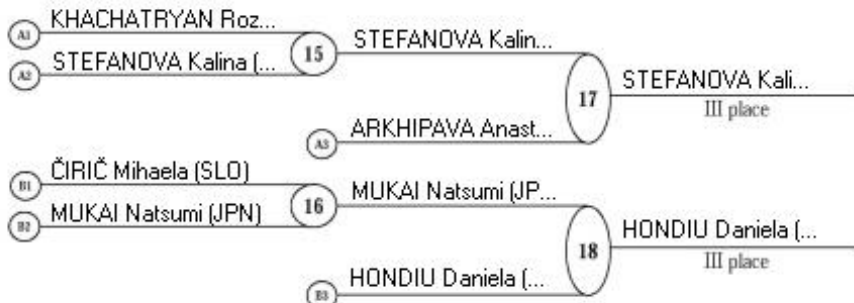 A1 KHACHATRYAN Roz...
A2 STEFANOVA Kalina (...
15 STEFANOVA Kalin...
A3 ARKHIPAVA Anast...
17 STEFANOVA Kali...
III place
B1 ČIRIČ Mihaela (SLO)
B2 MUKAI Natsumi (JPN)
16 MUKAI Natsumi (JP...
B3 HONDIU Daniela (...
18 HONDIU Daniela (...
III place